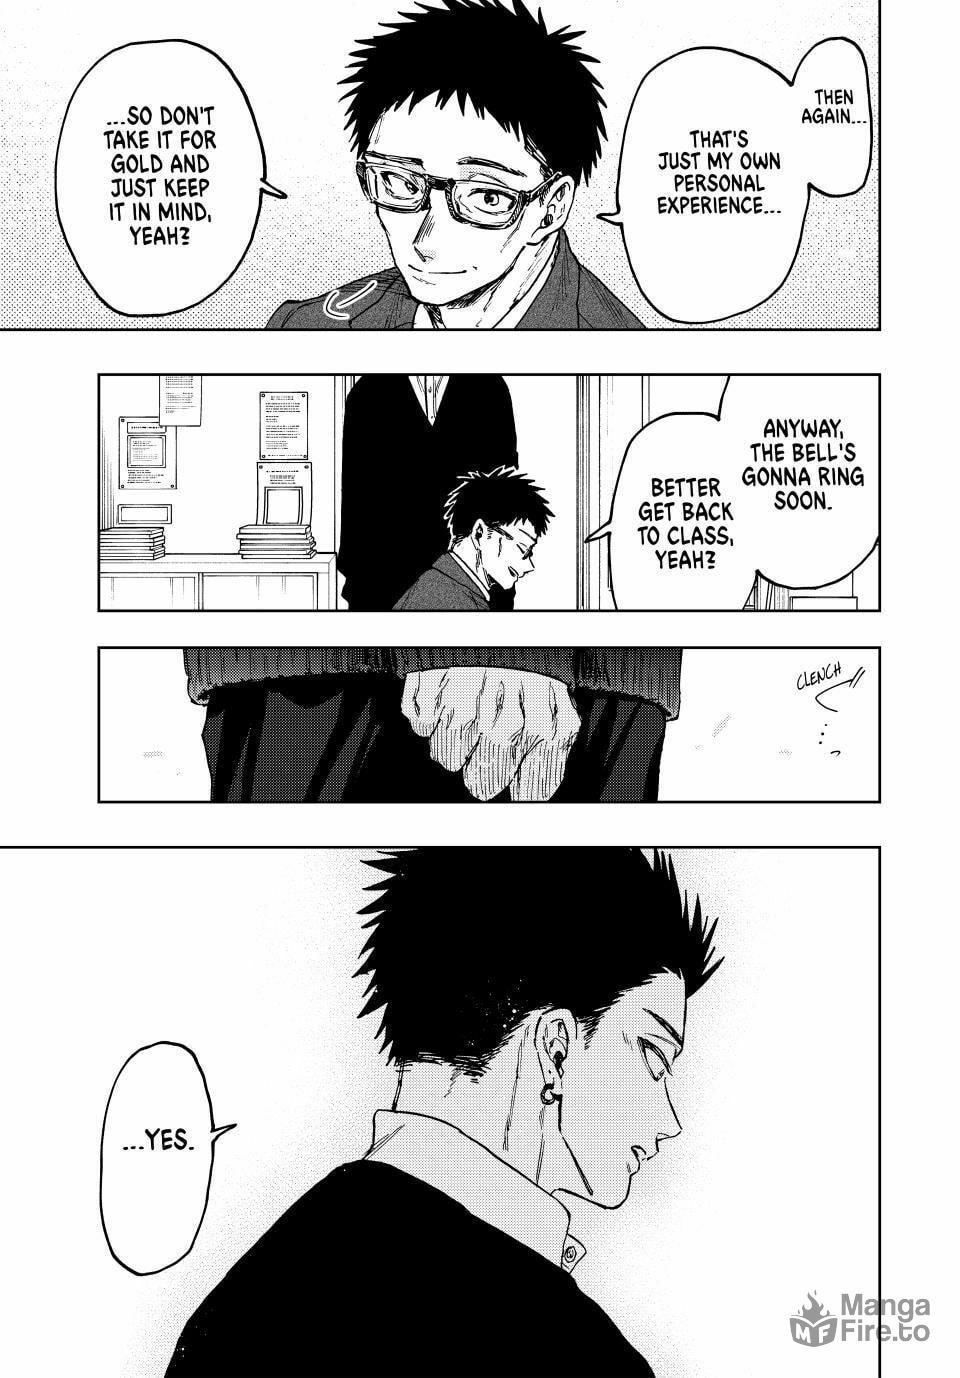 THEN
AGAIN...
THAT'S
JUST MY OWN
PERSONAL
EXPERIENCE...
...SO DON'T
TAKE IT FOR
GOLD AND
JUST KEEP
IT IN MIND,
YEAH?
ANYWAY,
THE BELL'S
GONNA RING
SOON.
BETTER
GET BACK
TO CLASS,
YEAH?
CLENCH
...YES.
Manga
Fire.to
MF